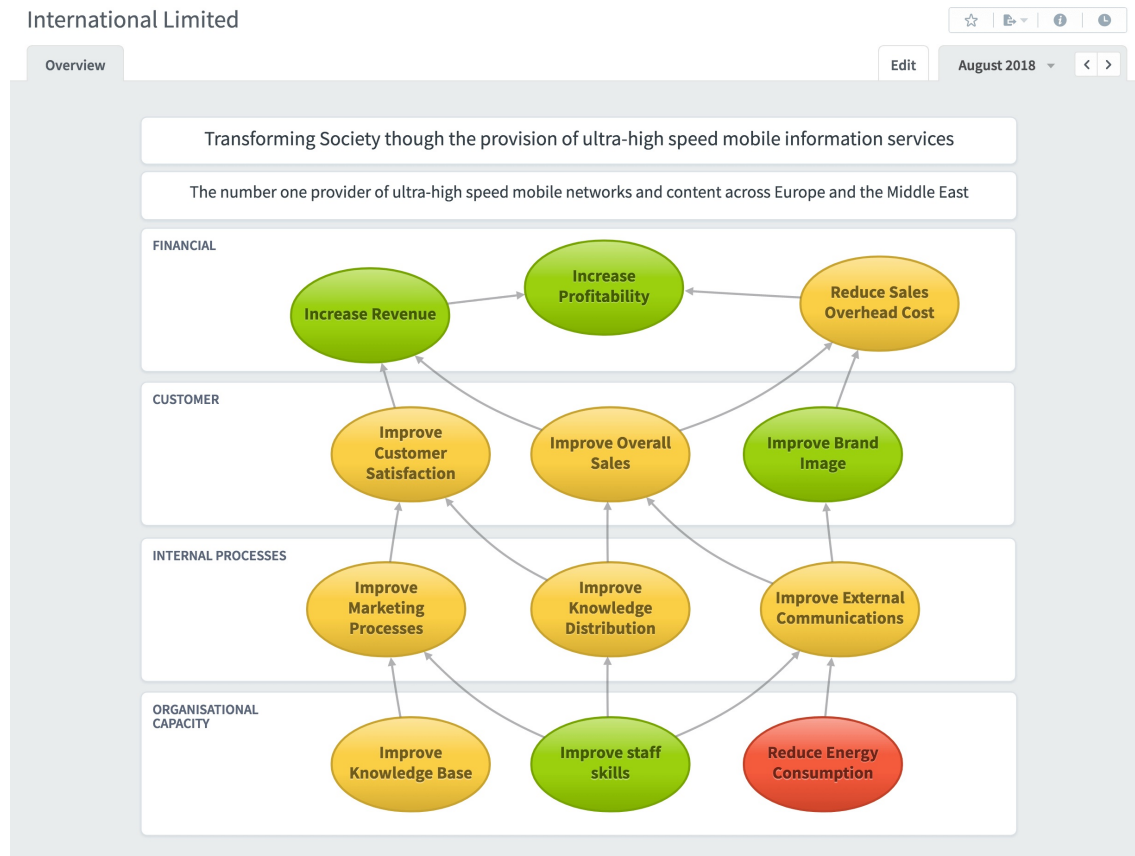 International Limited
Overview
Edit
August 2018
Transforming Society though the provision of ultra-high speed mobile information services
The number one provider of ultra-high speed mobile networks and content across Europe and the Middle East
FINANCIAL
Increase Revenue
Increase
Profitability
Reduce Sales
Overhead Cost
CUSTOMER
Improve
Customer
Satisfaction
Improve Overall
Sales
Improve Brand
Image
INTERNAL PROCESSES
Improve
Marketing
Processes
Improve
Knowledge
Distribution
Improve External
Communications
ORGANISATIONAL
CAPACITY
Improve
Knowledge Base
Improve staff
skills
Reduce Energy
Consumption